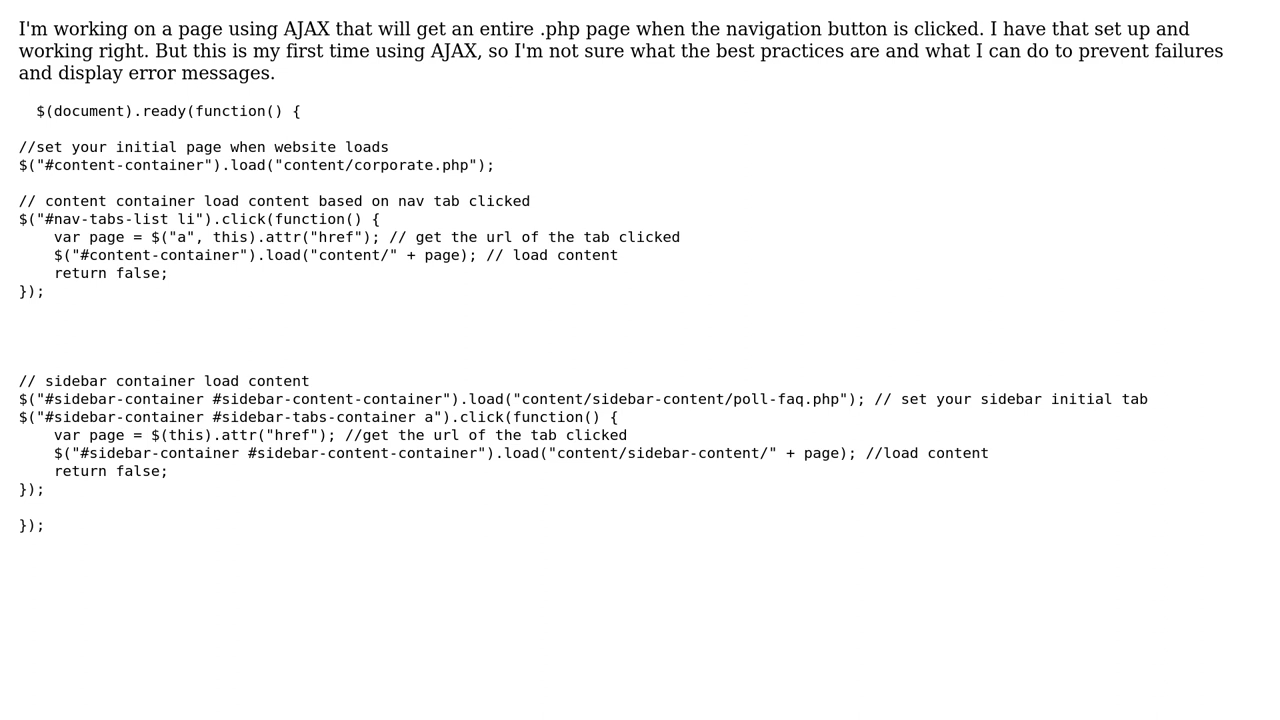 I'm working on a page using AJAX that will get an entire .php page when the navigation button is clicked. I have that set up and
working right. But this is my first time using AJAX, so I'm not sure what the best practices are and what I can do to prevent failures
and display error messages.
$(document).ready(function() {
//set your initial page when website loads
$("#content-container").load("content/corporate.php");
// content container load content based on nav tab clicked
$("#nav-tabs-list li").click(function() {
    var page = $("a", this).attr("href"); // get the url of the tab clicked
    $("#content-container").load("content/" + page); // load content
    return false;
});
// sidebar container load content
$("#sidebar-container #sidebar-content-container").load("content/sidebar-content/poll-faq.php"); // set your sidebar initial tab
$("#sidebar-container #sidebar-tabs-container a").click(function() {
    var page = $(this).attr("href"); //get the url of the tab clicked
    $("#sidebar-container #sidebar-content-container").load("content/sidebar-content/" + page); //load content
    return false;
});
});